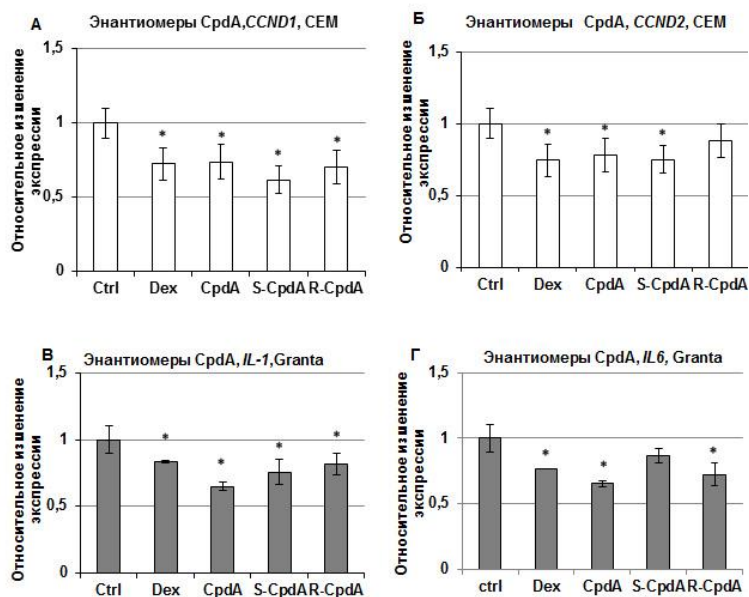 А
Энантиомеры CpdA,CCND1, CEM
Относительное изменение
экспрессии
1,5
1
0,5
0
*
*
*
*
Ctrl Dex CpdA S-CpdA R-CpdA
Б
Энантиомеры CpdA, CCND2, CEM
Относительное изменение
экспрессии
1,5
1
0,5
0
*
*
*
Ctrl Dex CpdA S-CpdA R-CpdA
В
Энантиомеры CpdA, IL-1,Granta
Относительное изменение
экспрессии
1,5
1
0,5
0
*
*
*
*
Ctrl Dex CpdA S-CpdA R-CpdA
Г
Энантиомеры CpdA, IL6, Granta
Относительное изменение
экспрессии
1,5
1
0,5
0
*
*
*
ctrl Dex CpdA S-CpdA R-CpdA